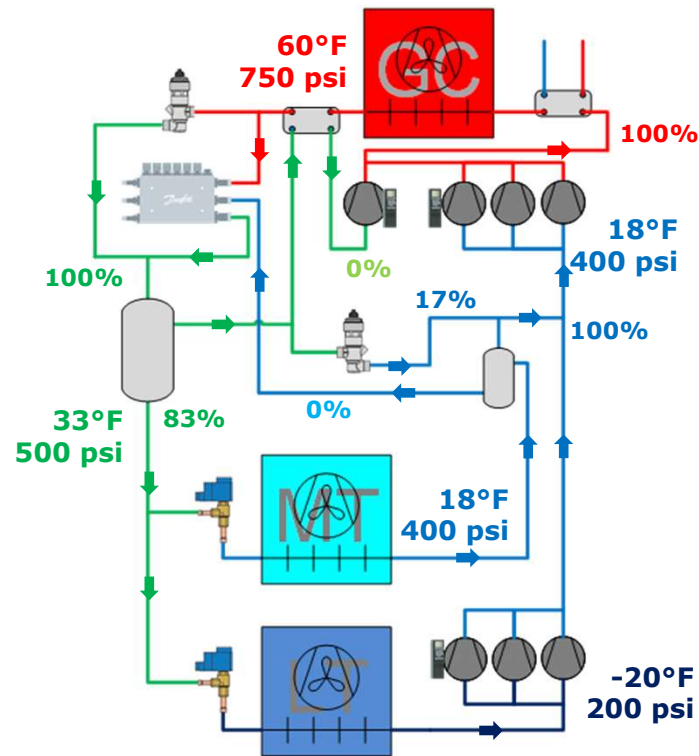 60°F
750 psi
GC
100%
Danfoss
18°F
400 psi
0%
17%
100%
100%
0%
33°F
500 psi
83%
MT
18°F
400 psi
LT
-20°F
200 psi